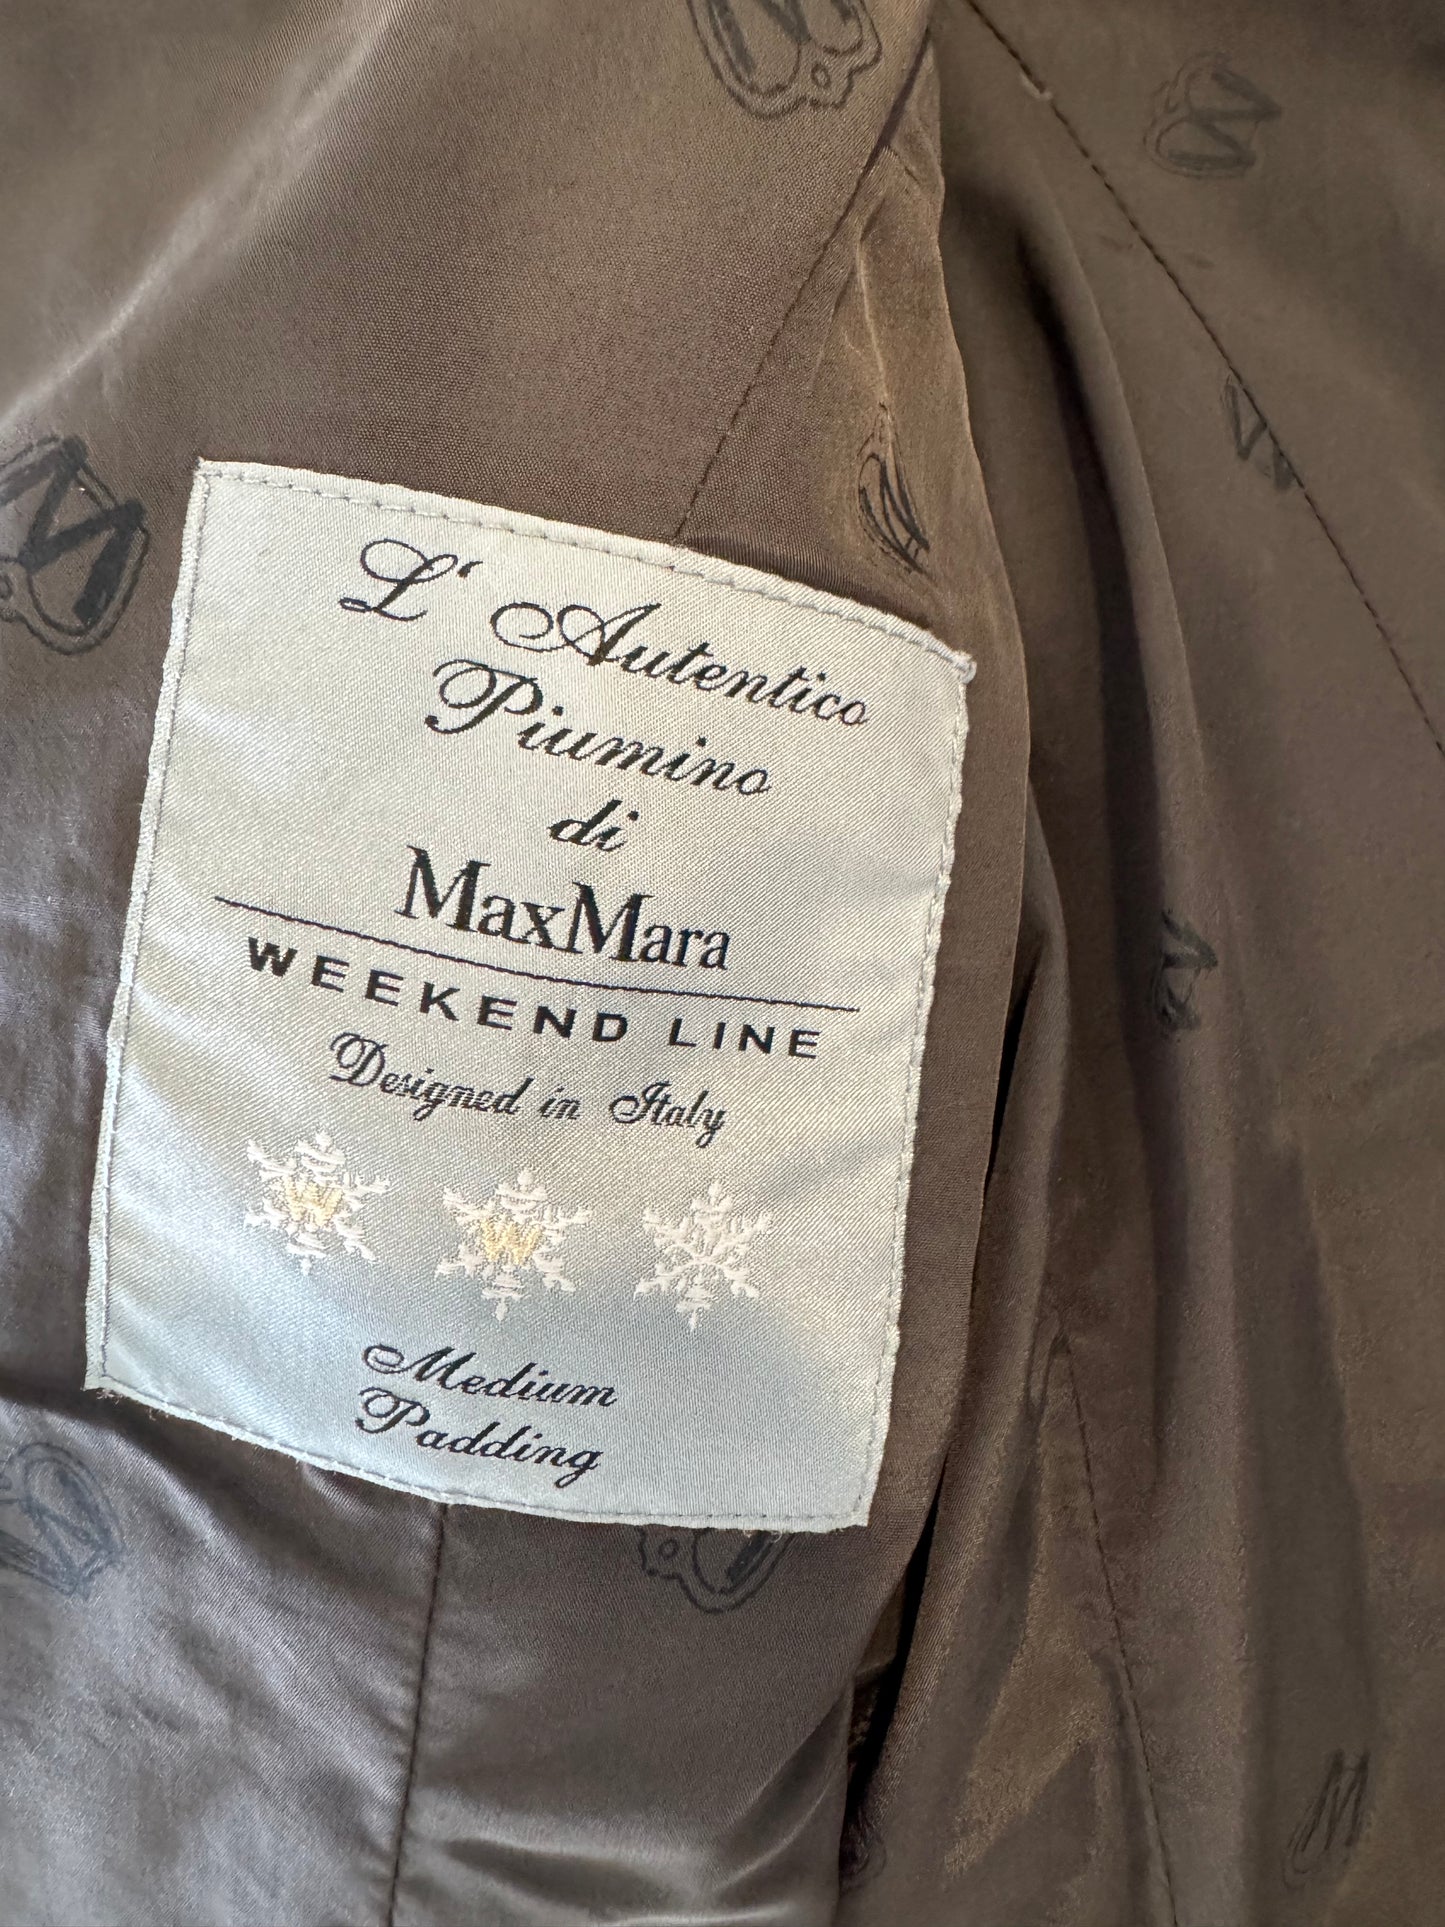 L'Autentico
Piumino
di
MaxMara
WEEKEND LINE
Designed in Italy
W W W
Medium
Padding